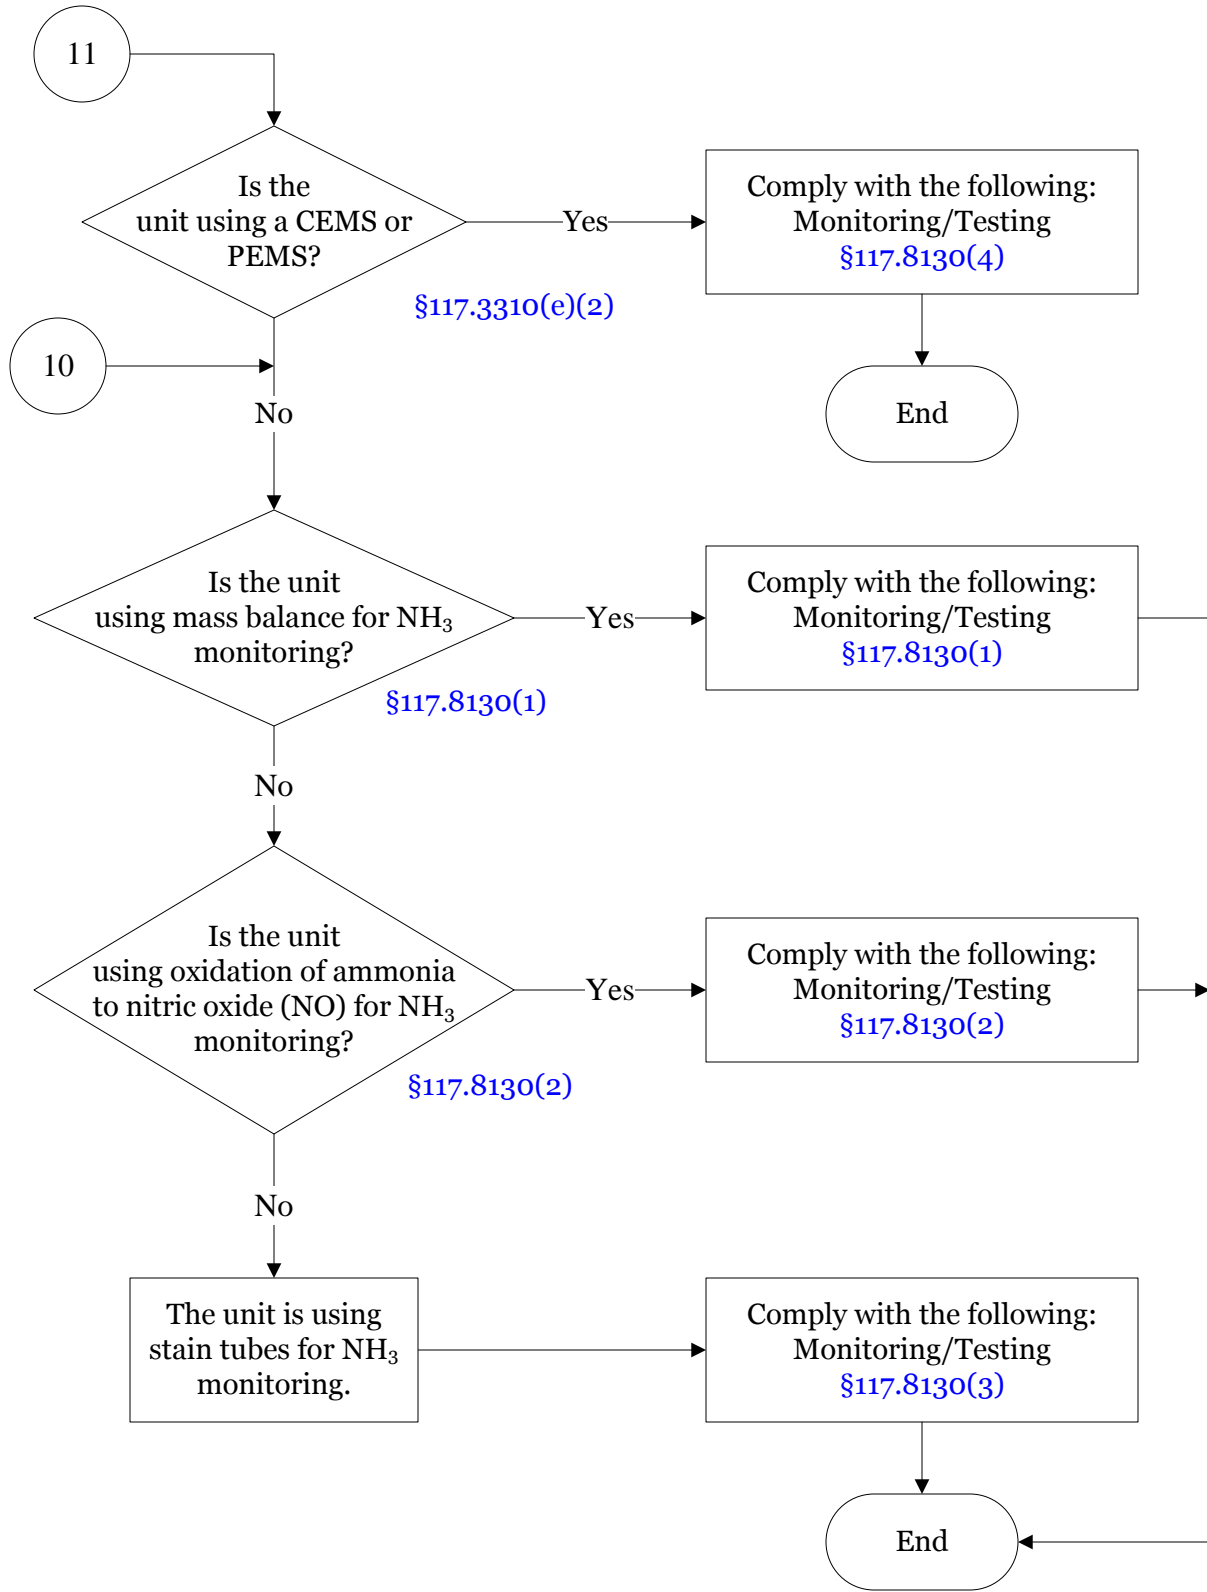 11
Is the
unit using a CEMS or
PEMS?
Yes
Comply with the following:
Monitoring/Testing
§117.8130(4)
§117.3310(e)(2)
10
No
End
Is the unit
using mass balance for NH₃
monitoring?
Yes
Comply with the following:
Monitoring/Testing
§117.8130(1)
§117.8130(1)
No
Is the unit
using oxidation of ammonia
to nitric oxide (NO) for NH₃
monitoring?
Yes
Comply with the following:
Monitoring/Testing
§117.8130(2)
§117.8130(2)
No
The unit is using
stain tubes for NH₃
monitoring.
Comply with the following:
Monitoring/Testing
§117.8130(3)
End